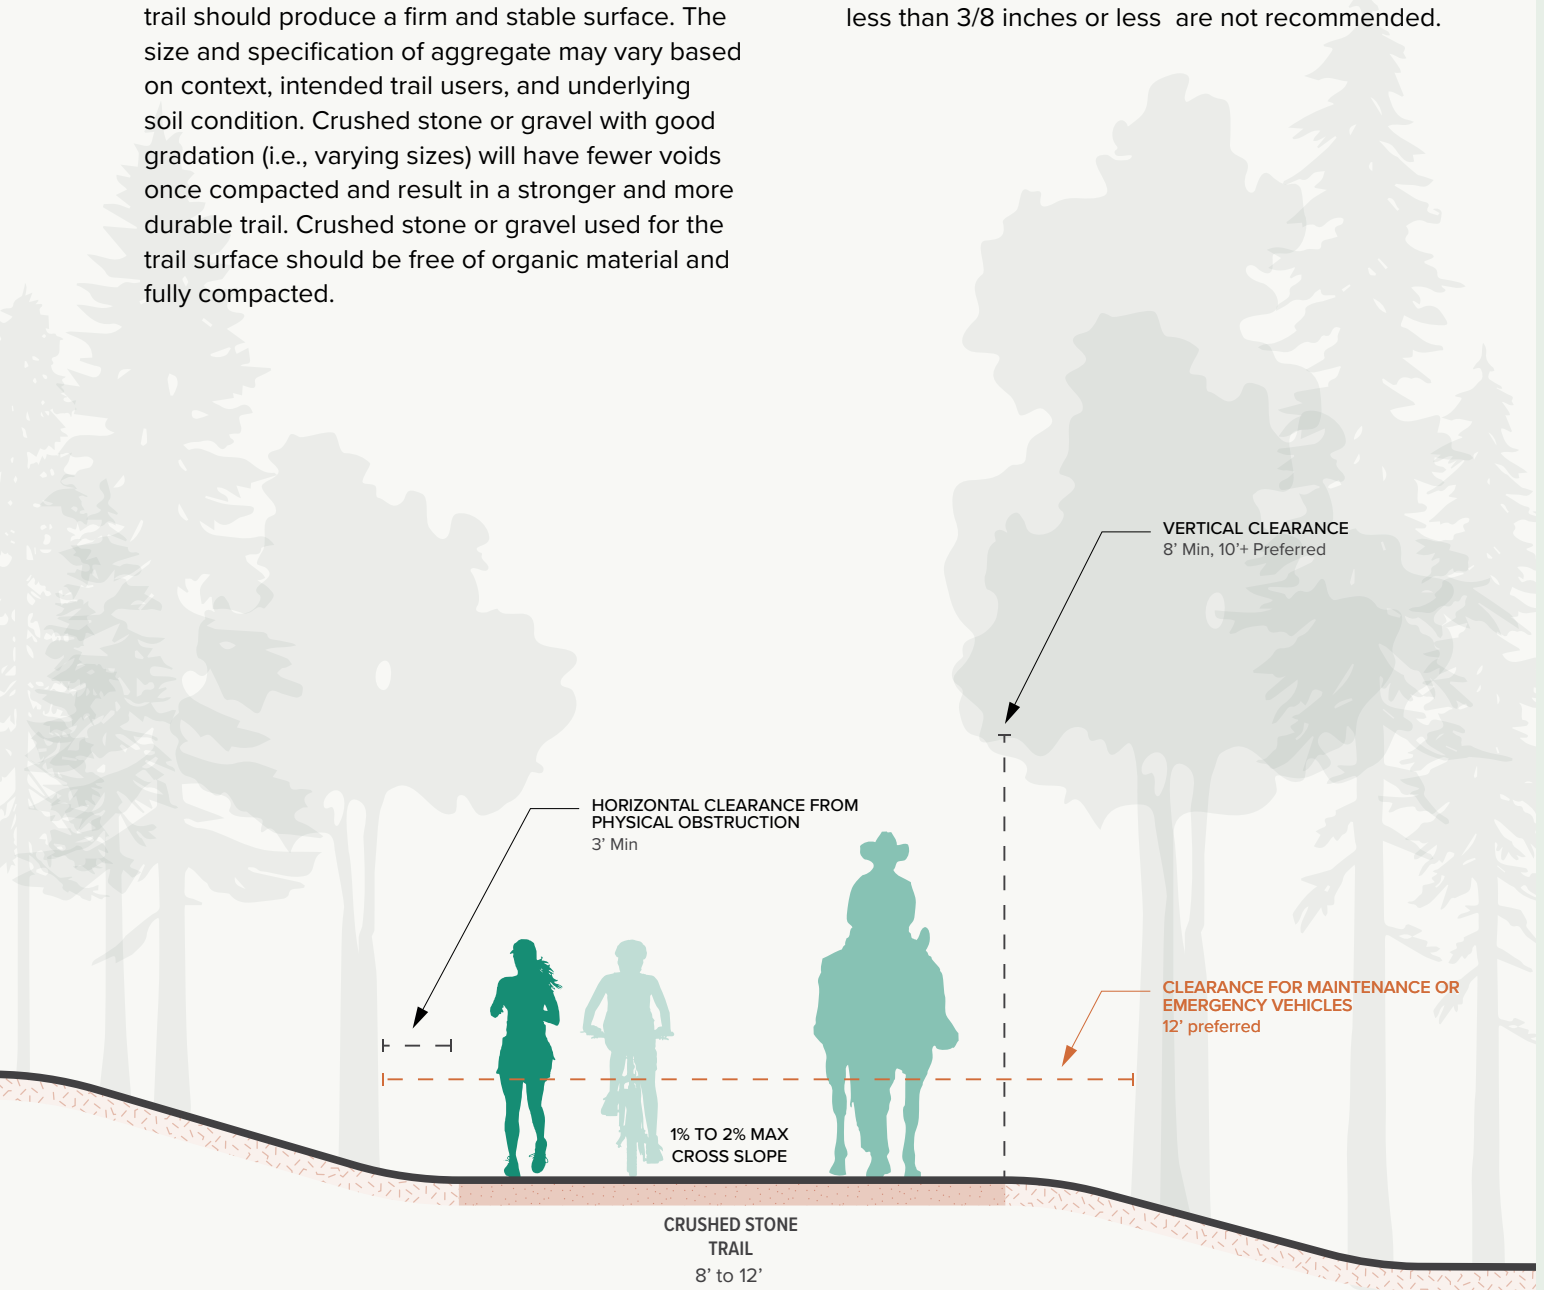 trail should produce a firm and stable surface. The
size and specification of aggregate may vary based
on context, intended trail users, and underlying
soil condition. Crushed stone or gravel with good
gradation (i.e., varying sizes) will have fewer voids
once compacted and result in a stronger and more
durable trail. Crushed stone or gravel used for the
trail surface should be free of organic material and
fully compacted.
less than 3/8 inches or less  are not recommended.
VERTICAL CLEARANCE
8’ Min, 10’+ Preferred
HORIZONTAL CLEARANCE FROM
PHYSICAL OBSTRUCTION
3’ Min
CLEARANCE FOR MAINTENANCE OR
EMERGENCY VEHICLES
12’ preferred
1% TO 2% MAX
CROSS SLOPE
CRUSHED STONE
TRAIL
8’ to 12’